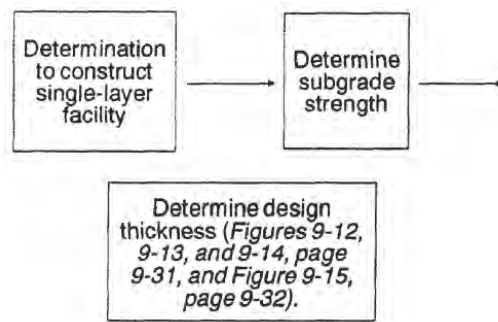 Determination
to construct
single-layer
facility
Determine
subgrade
strength
Determine design
thickness (Figures 9-12,
9-13, and 9-14, page
9-31, and Figure 9-15,
page 9-32).